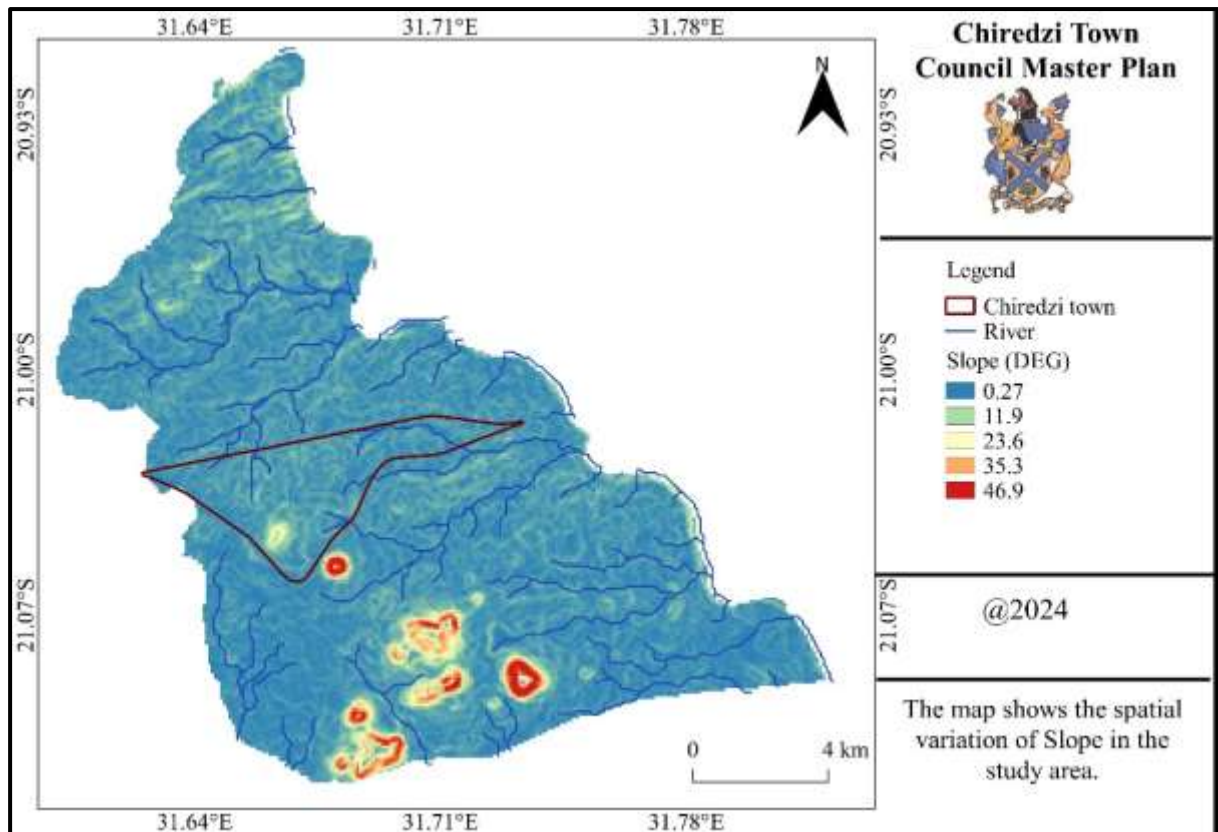 31.64°E 31.71°E 31.78°E
Chiredzi Town
Council Master Plan
N
20.93°S 20.93°S
Legend
Chiredzi town
River
Slope (DEG)
0.27
11.9
23.6
35.3
46.9
21.00°S 21.00°S
21.07°S 21.07°S
@2024
The map shows the spatial
variation of Slope in the
study area.
0 4 km
31.64°E 31.71°E 31.78°E